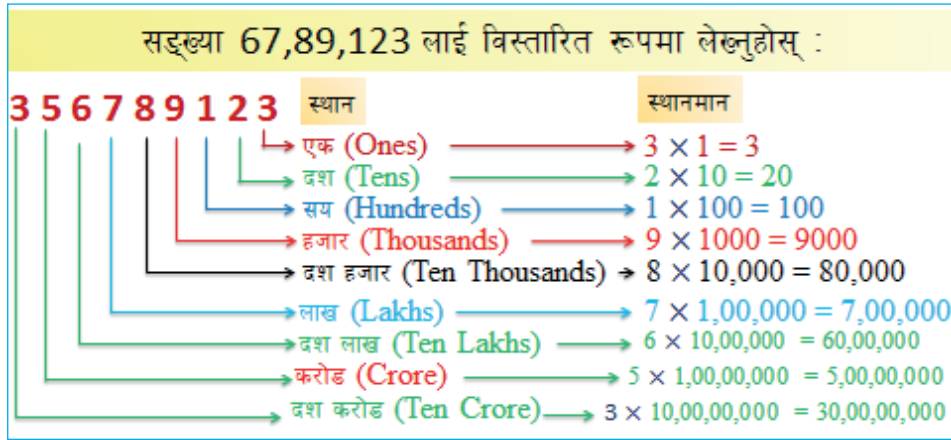 सङ्ख्या 67,89,123 लाई विस्तारित रूपमा लेख्नुहोस् :
3 5 6 7 8 9 1 2 3 स्थान स्थानमान
एक (Ones) 3 × 1 = 3
दश (Tens) 2 × 10 = 20
सय (Hundreds) 1 × 100 = 100
हजार (Thousands) 9 × 1000 = 9000
दश हजार (Ten Thousands) 8 × 10,000 = 80,000
लाख (Lakhs) 7 × 1,00,000 = 7,00,000
दश लाख (Ten Lakhs) 6 × 10,00,000 = 60,00,000
करोड (Crore) 5 × 1,00,00,000 = 5,00,00,000
दश करोड (Ten Crore) 3 × 10,00,00,000 = 30,00,00,000